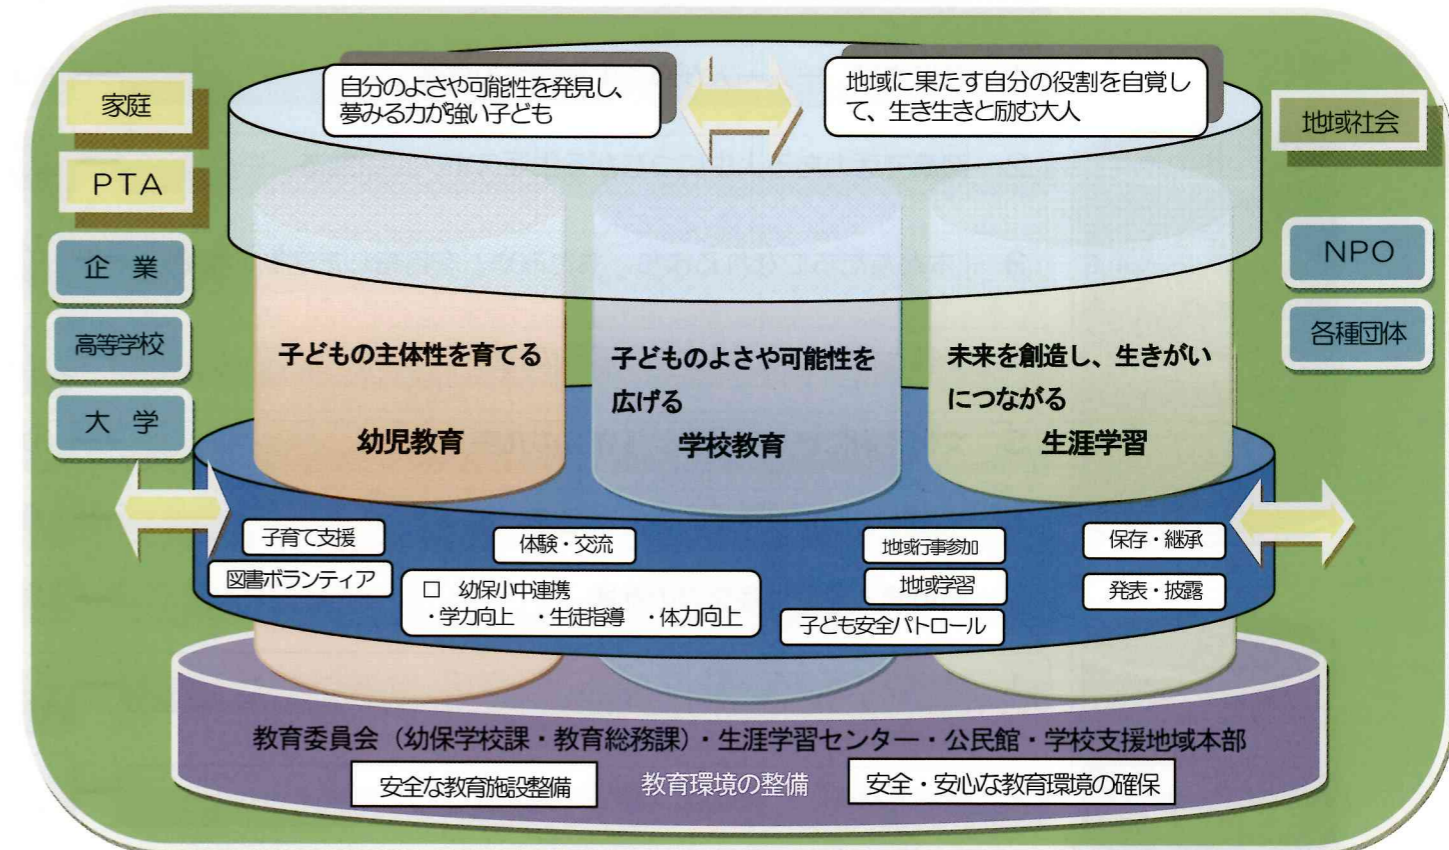 自分のよさや可能性を発見し、
夢みる力が強い子ども
地域に果たす自分の役割を自覚し
て、生き生きと励む大人
家庭
PTA
企 業
高等学校
大 学
地域社会
NPO
各種団体
子どもの主体性を育てる
幼児教育
子どものよさや可能性を
広げる
学校教育
未来を創造し、生きがい
につながる
生涯学習
子育て支援
図書ボランティア
体験・交流
□ 幼保小中連携
・学力向上 ・生徒指導 ・体力向上
地域行事参加
地域学習
子ども安全パトロール
保存・継承
発表・披露
教育委員会（幼保学校課・教育総務課）・生涯学習センター・公民館・学校支援地域本部
安全な教育施設整備
教育環境の整備
安全・安心な教育環境の確保